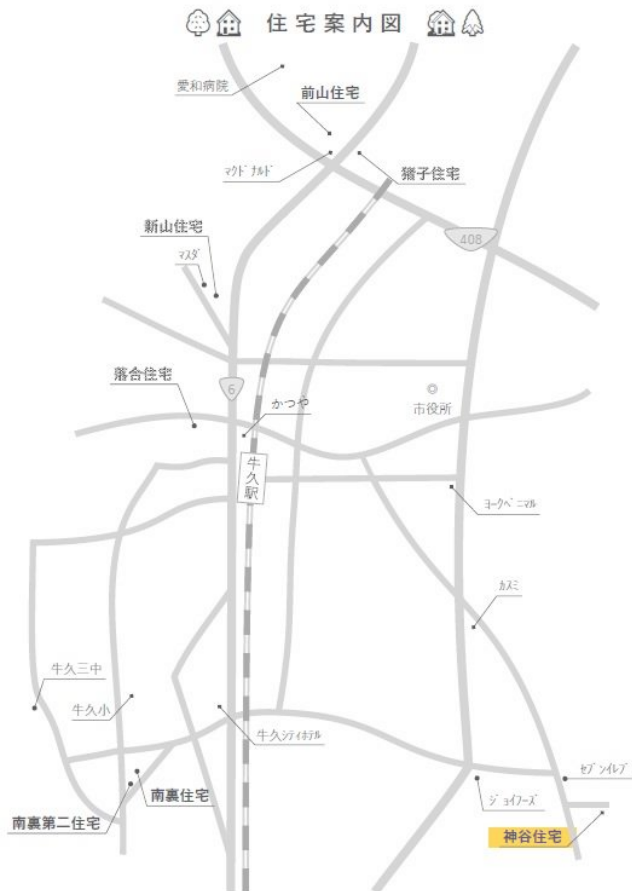 住宅案内図
愛和病院
前山住宅
マクドナルド
猪子住宅
408
新山住宅
マスダ
落合住宅
6
かつや
市役所
牛久駅
ヨークベニマル
カスミ
牛久三中
牛久小
牛久シティホテル
セブンイレブ
南裏住宅
ジョイフーズ
南裏第二住宅
神谷住宅